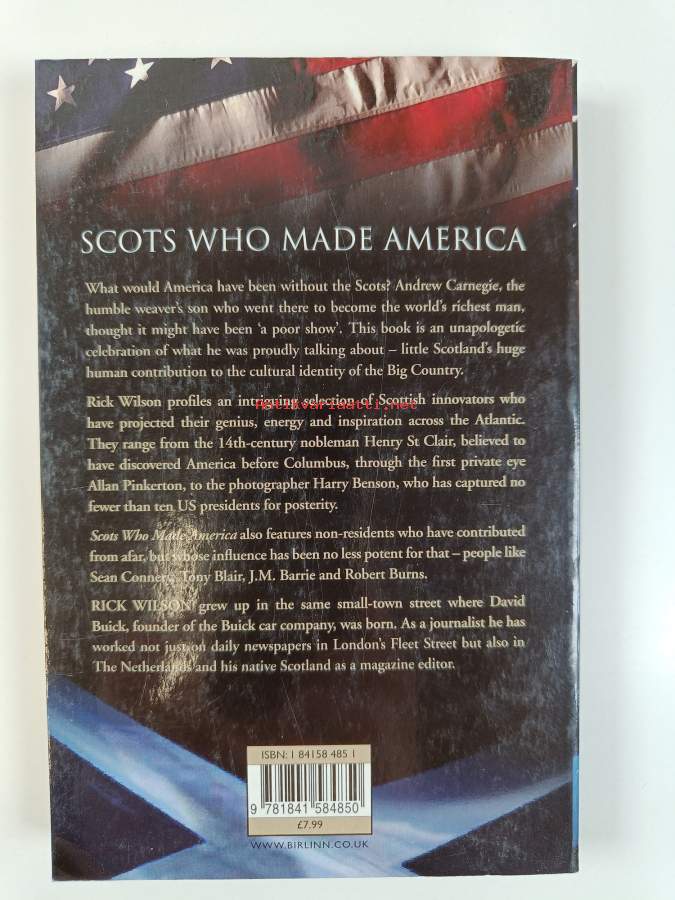 SCOTS WHO MADE AMERICA
What would America have been without the Scots? Andrew Carnegie, the
humble weaver's son who went there to become the world's richest man,
thought it might have been 'a poor show'. This book is an unapologetic
celebration of what he was proudly talking about – little Scotland's huge
human contribution to the cultural identity of the Big Country.
Rick Wilson profiles an intriguing selection of Scottish innovators who
Antikvariaatti.net
have projected their genius, energy and inspiration across the Atlantic.
They range from the 14th-century nobleman Henry St Clair, believed to
have discovered America before Columbus, through the first private eye
Allan Pinkerton, to the photographer Harry Benson, who has captured no
fewer than ten US presidents for posterity.
Scots Who Made America also features non-residents who have contributed
from afar, but whose influence has been no less potent for that – people like
Sean Connery, Tony Blair, J.M. Barrie and Robert Burns.
RICK WILSON grew up in the same small-town street where David
Buick, founder of the Buick car company, was born. As a journalist he has
worked not just on daily newspapers in London's Fleet Street but also in
The Netherlands and his native Scotland as a magazine editor.
ISBN: 1 84158 485 1
9 781841 584850
£7.99
WWW.BIRLINN.CO.UK